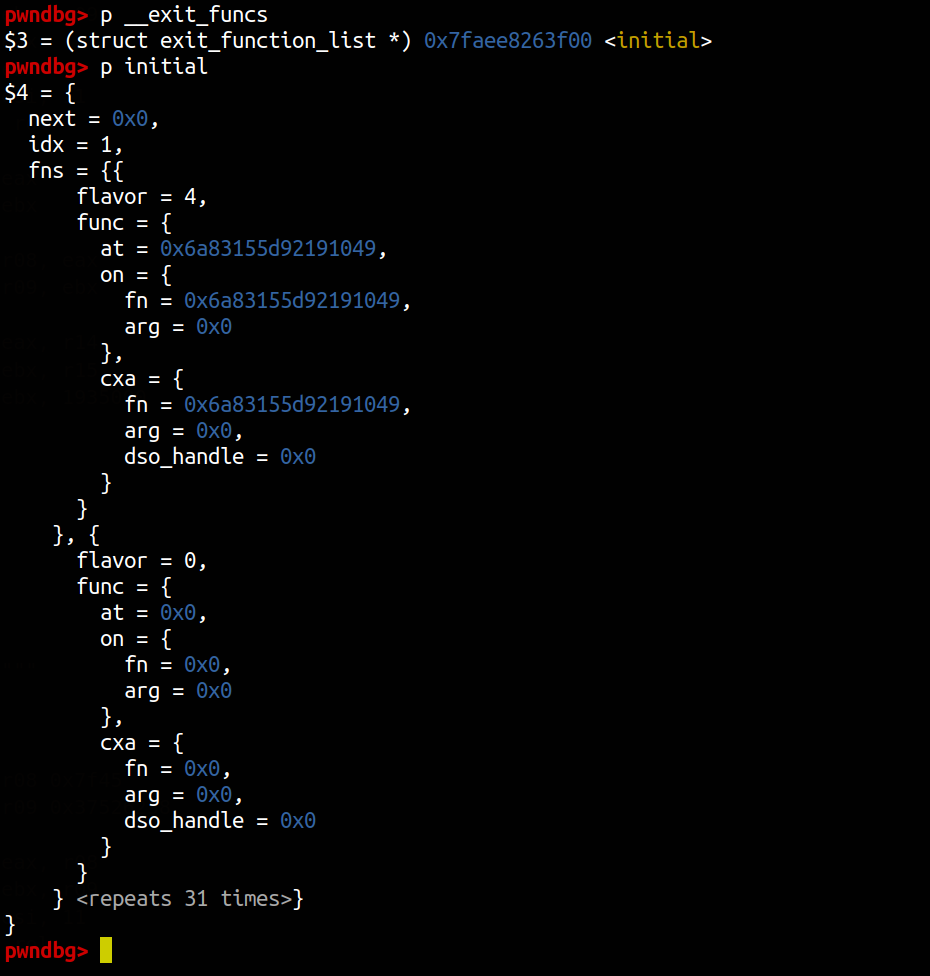 pwndbg> p __exit_funcs
$3 = (struct exit_function_list *) 0x7faee8263f00 <initial>
pwndbg> p initial
$4 = {
  next = 0x0,
  idx = 1,
  fns = {{
      flavor = 4,
      func = {
        at = 0x6a83155d92191049,
        on = {
          fn = 0x6a83155d92191049,
          arg = 0x0
        },
        cxa = {
          fn = 0x6a83155d92191049,
          arg = 0x0,
          dso_handle = 0x0
        }
      }
    }, {
      flavor = 0,
      func = {
        at = 0x0,
        on = {
          fn = 0x0,
          arg = 0x0
        },
        cxa = {
          fn = 0x0,
          arg = 0x0,
          dso_handle = 0x0
        }
      }
    } <repeats 31 times>}
}
pwndbg>